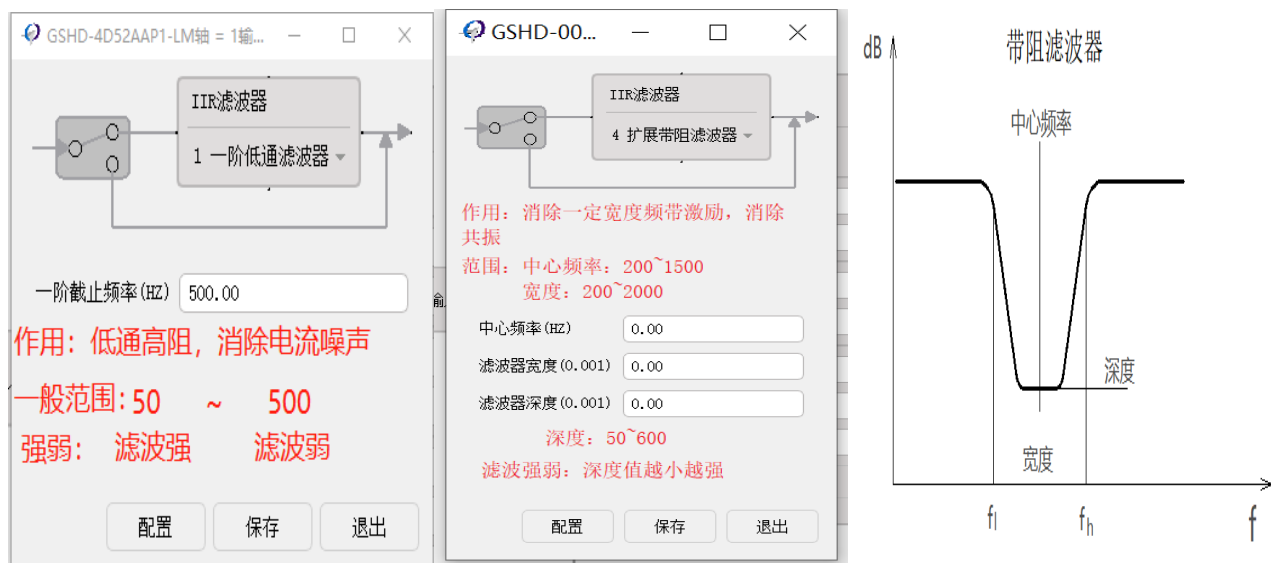 GSHD-4D52AAP1-LM轴 = 1输...
IIR滤波器
1 一阶低通滤波器
一阶截止频率(HZ)
500.00
作用：低通高阻，消除电流噪声
一般范围：50 ~ 500
强弱： 滤波强 滤波弱
配置 保存 退出
GSHD-00...
IIR滤波器
4 扩展带阻滤波器
作用：消除一定宽度频带激励，消除
共振
范围：中心频率：200~1500
宽度：200~2000
中心频率(HZ) 0.00
滤波器宽度(0.001) 0.00
滤波器深度(0.001) 0.00
深度：50~600
滤波强弱：深度值越小越强
配置 保存 退出
dB
带阻滤波器
中心频率
深度
宽度
fl
fh
f